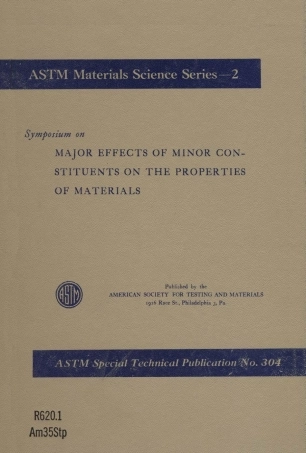 ASTM Materials Science Series—2
Symposium on
MAJOR EFFECTS OF MINOR CON-
STITUENTS ON THE PROPERTIES
OF MATERIALS
Published by the
AMERICAN SOCIETY FOR TESTING AND MATERIALS
1916 Race St., Philadelphia 3, Pa.
ASTM
ASTM Special Technical Publication No. 304
R620.1
Am35Stp